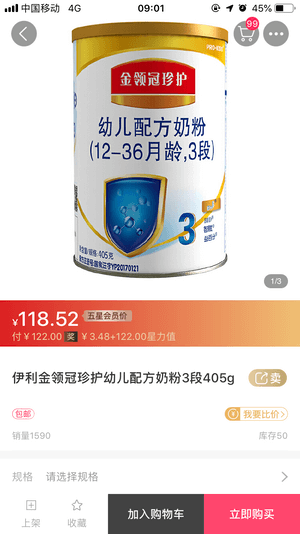 中国移动 4G 09:01 45%
99
金领冠珍护
幼儿配方奶粉
(12-36月龄,3段)
3
1/3
¥118.52 五星会员价
付¥122.00 奖 ¥3.48+122.00星力值
伊利金领冠珍护幼儿配方奶粉3段405g
卖
包邮
我要比价>
销量1590 库存50
规格 请选择规格
上架 收藏 加入购物车 立即购买